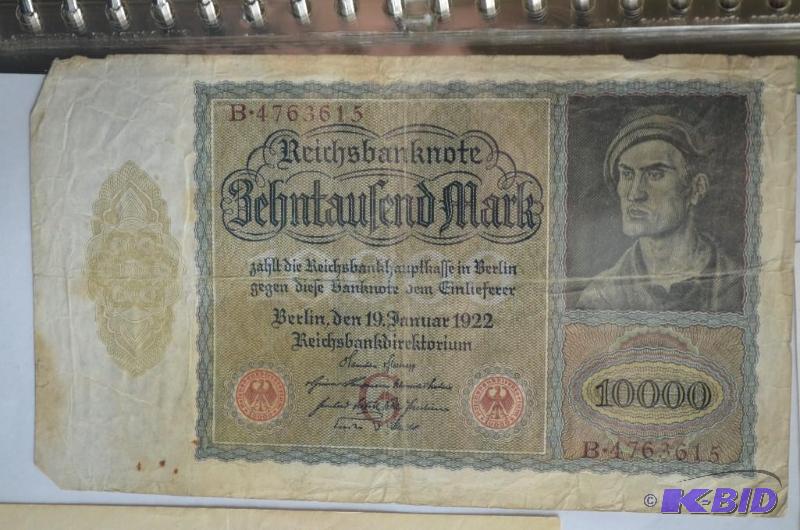 B·4763615
Reichsbanknote
Zehntausend Mark
zahlt die Reichsbankhauptkasse in Berlin
gegen diese Banknote dem Einlieferer
Berlin, den 19. Januar 1922
Reichsbankdirektorium
G
10000
B·4763615
© K-BID